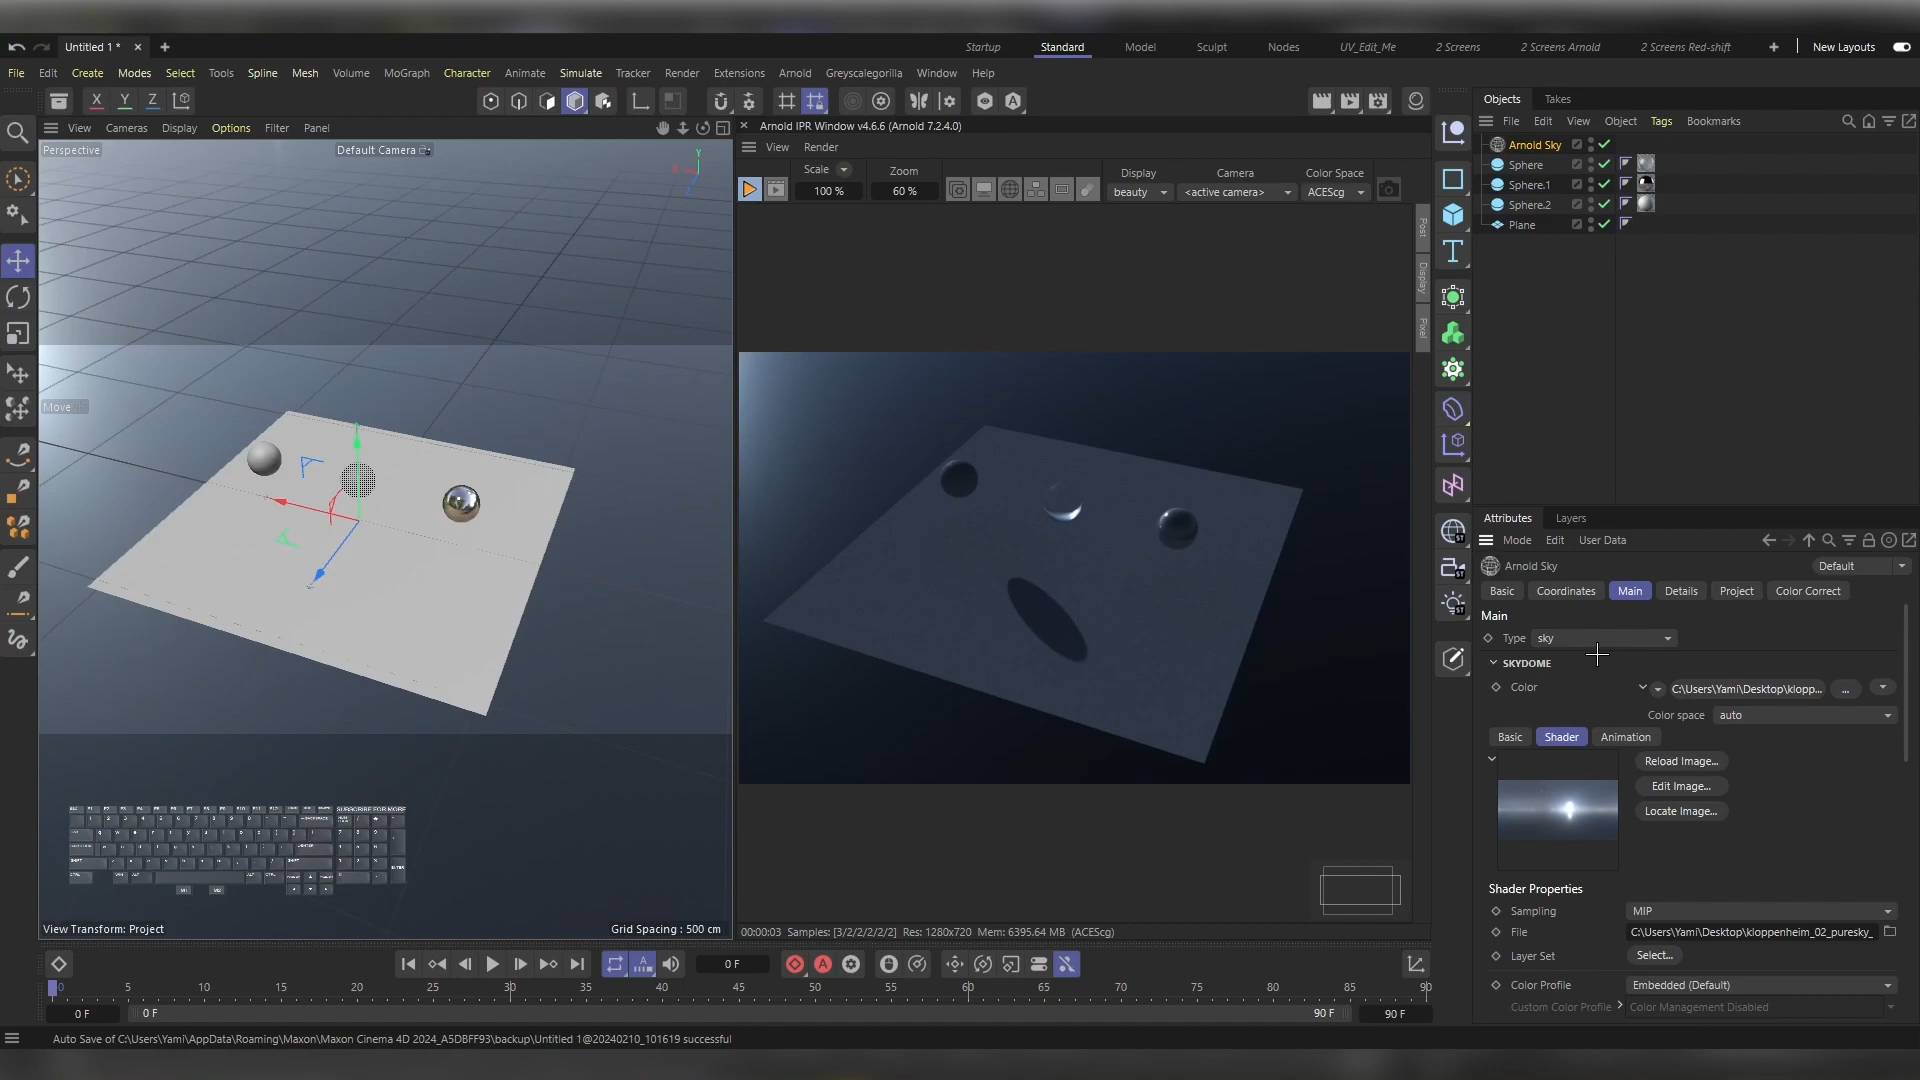 Untitled 1 *
Startup
Standard
Model
Sculpt
Nodes
UV_Edit_Me
2 Screens
2 Screens Arnold
2 Screens Red-shift
New Layouts
File Edit Create Modes Select Tools Spline Mesh Volume MoGraph Character Animate Simulate Tracker Render Extensions Arnold Greyscalegorilla Window Help
X Y Z
View Cameras Display Options Filter Panel
Perspective
Default Camera
Y
Move
View Transform: Project
Grid Spacing : 500 cm
SUBSCRIBE FOR MORE
Arnold IPR Window v4.6.6 (Arnold 7.2.4.0)
View Render
Scale
100 %
Zoom
60 %
Display
beauty
Camera
<active camera>
Color Space
ACEScg
Post
Display
Pixel
00:00:03 Samples: [3/2/2/2/2/2] Res: 1280x720 Mem: 6395.64 MB (ACEScg)
Objects Takes
File Edit View Object Tags Bookmarks
Arnold Sky
Sphere
Sphere.1
Sphere.2
Plane
Attributes Layers
Mode Edit User Data
Arnold Sky
Default
Basic Coordinates Main Details Project Color Correct
Main
Type sky
SKYDOME
Color
C:\Users\Yami\Desktop\klopp...
...
Color space auto
Basic Shader Animation
Reload Image...
Edit Image...
Locate Image...
Shader Properties
Sampling MIP
File C:\Users\Yami\Desktop\kloppenheim_02_puresky_
Layer Set Select...
Color Profile Embedded (Default)
Custom Color Profile Color Management Disabled
0 F
0 5 10 15 20 25 30 35 40 45 50 55 60 65 70 75 80 85 90
0 F 0 F 90 F 90 F
Auto Save of C:\Users\Yami\AppData\Roaming\Maxon\Maxon Cinema 4D 2024_A5DBFF93\backup\Untitled 1@20240210_101619 successful